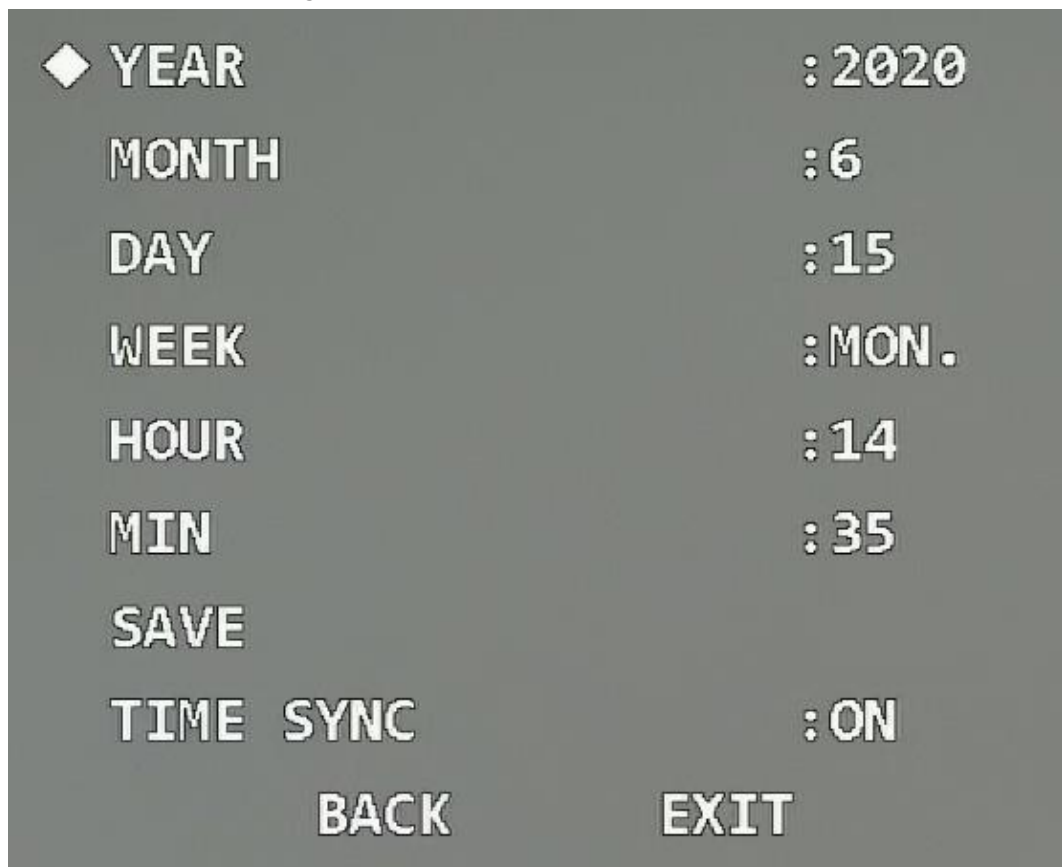 YEAR :2020
MONTH :6
DAY :15
WEEK :MON.
HOUR :14
MIN :35
SAVE
TIME SYNC :ON
BACK EXIT